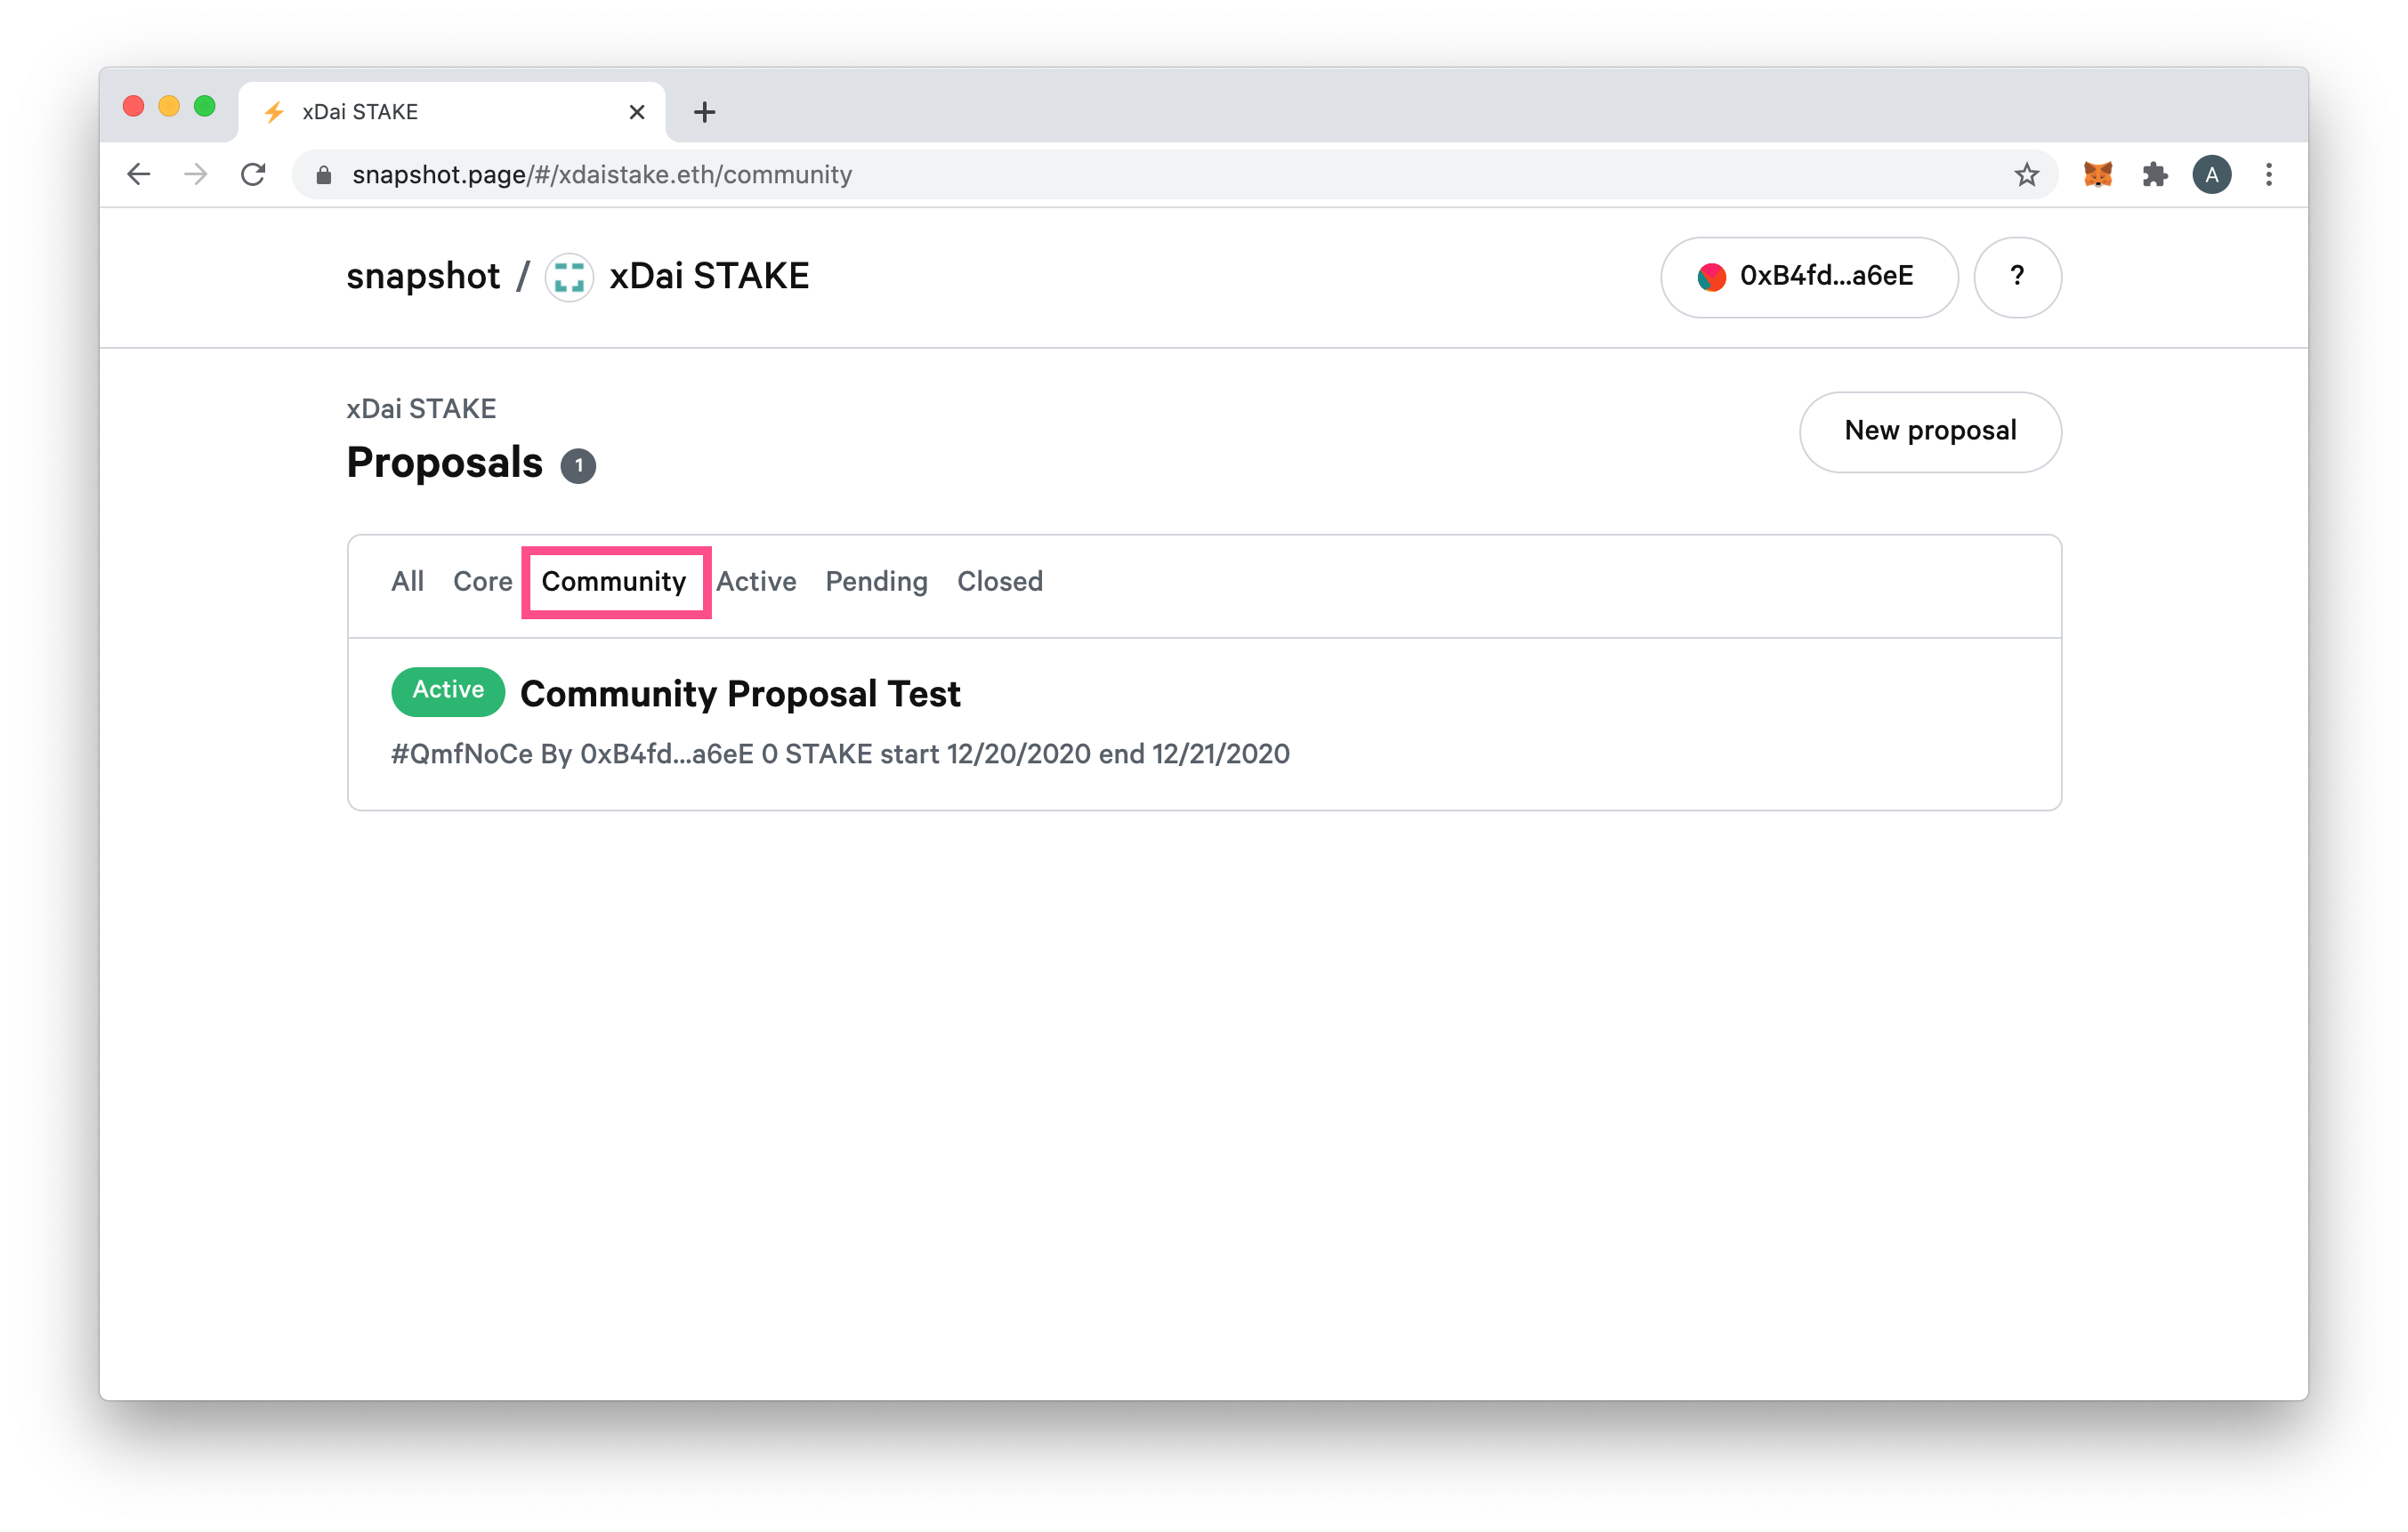 xDai STAKE
snapshot.page/#/xdaistake.eth/community
A
snapshot / xDai STAKE
0xB4fd...a6eE
?
xDai STAKE
New proposal
Proposals 1
All Core Community Active Pending Closed
Active Community Proposal Test
#QmfNoCe By 0xB4fd...a6eE 0 STAKE start 12/20/2020 end 12/21/2020